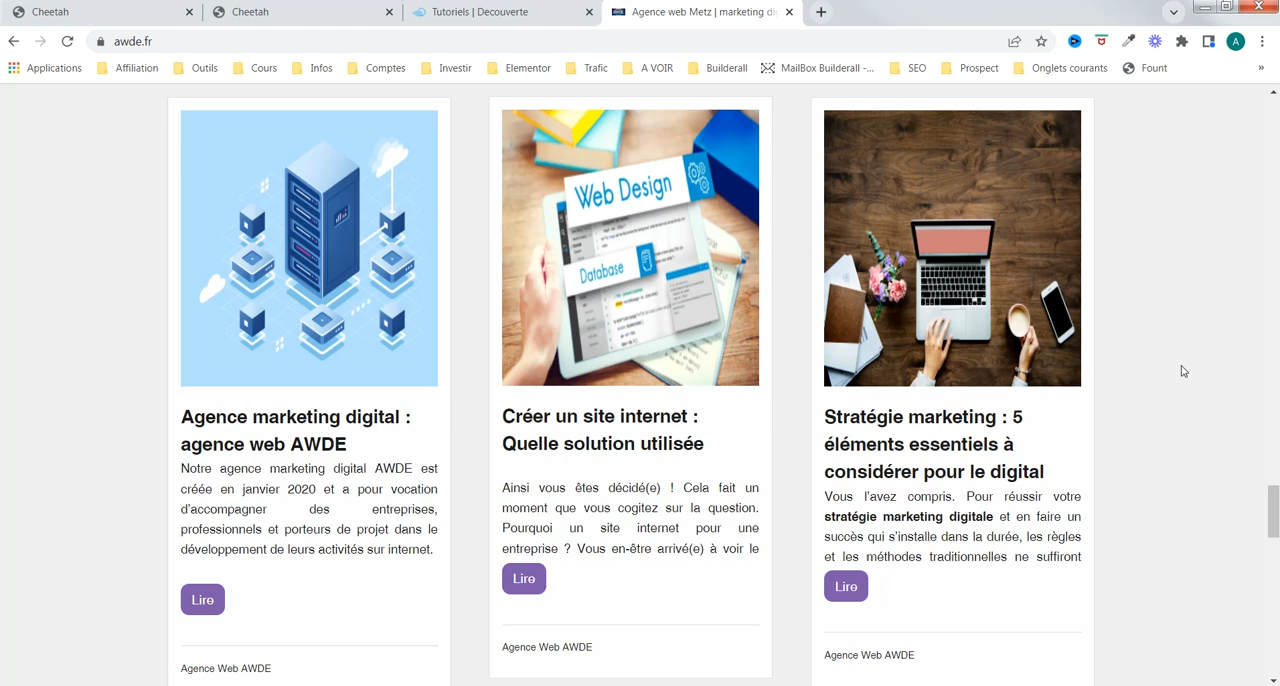 Cheetah
Cheetah
Tutoriels | Decouverte
Agence web Metz | marketing di
awde.fr
A
Applications
Affiliation
Outils
Cours
Infos
Comptes
Investir
Elementor
Trafic
A VOIR
Builderall
MailBox Builderall -...
SEO
Prospect
Onglets courants
Fount
»
Web Design
Database
Agence marketing digital :
agence web AWDE
Notre agence marketing digital AWDE est
créée en janvier 2020 et a pour vocation
d'accompagner des entreprises,
professionnels et porteurs de projet dans le
développement de leurs activités sur internet.
Lire
Agence Web AWDE
Créer un site internet :
Quelle solution utilisée
Ainsi vous êtes décidé(e) ! Cela fait un
moment que vous cogitez sur la question.
Pourquoi un site internet pour une
entreprise ? Vous en-être arrivé(e) à voir le
Lire
Agence Web AWDE
Stratégie marketing : 5
éléments essentiels à
considérer pour le digital
Vous l'avez compris. Pour réussir votre
stratégie marketing digitale et en faire un
succès qui s'installe dans la durée, les règles
et les méthodes traditionnelles ne suffiront
Lire
Agence Web AWDE